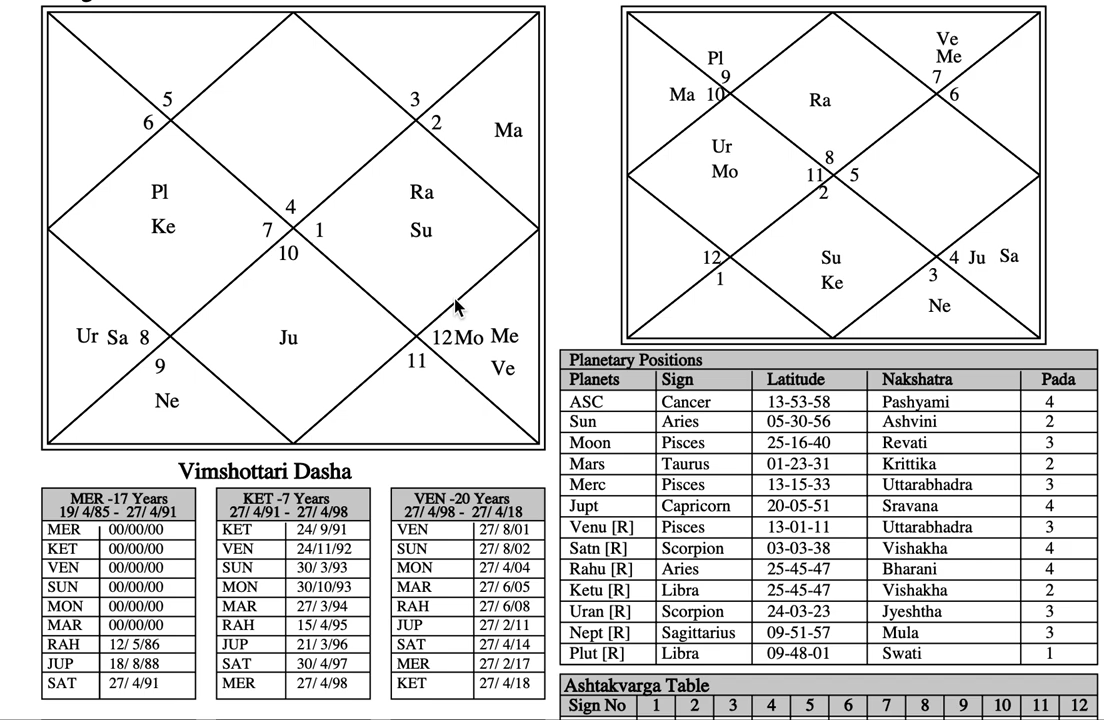 5
6
3
2
Ma
Pl
Ke
Ra
Su
4
7
1
10
Ur Sa 8
9
Ne
Ju
12 Mo Me
11
Ve
Pl
9
Ma 10
Ra
Ve
Me
7
6
Ur
Mo
8
11 5
2
12
1
Su
Ke
4 Ju Sa
3
Ne
Vimshottari Dasha
MER -17 Years
19/ 4/85 - 27/ 4/91
MER 00/00/00
KET 00/00/00
VEN 00/00/00
SUN 00/00/00
MON 00/00/00
MAR 00/00/00
RAH 12/ 5/86
JUP 18/ 8/88
SAT 27/ 4/91
KET -7 Years
27/ 4/91 - 27/ 4/98
KET 24/ 9/91
VEN 24/11/92
SUN 30/ 3/93
MON 30/10/93
MAR 27/ 3/94
RAH 15/ 4/95
JUP 21/ 3/96
SAT 30/ 4/97
MER 27/ 4/98
VEN -20 Years
27/ 4/98 - 27/ 4/18
VEN 27/ 8/01
SUN 27/ 8/02
MON 27/ 4/04
MAR 27/ 6/05
RAH 27/ 6/08
JUP 27/ 2/11
SAT 27/ 4/14
MER 27/ 2/17
KET 27/ 4/18
Planetary Positions
Planets Sign Latitude Nakshatra Pada
ASC Cancer 13-53-58 Pashyami 4
Sun Aries 05-30-56 Ashvini 2
Moon Pisces 25-16-40 Revati 3
Mars Taurus 01-23-31 Krittika 2
Merc Pisces 13-15-33 Uttarabhadra 3
Jupt Capricorn 20-05-51 Sravana 4
Venu [R] Pisces 13-01-11 Uttarabhadra 3
Satn [R] Scorpion 03-03-38 Vishakha 4
Rahu [R] Aries 25-45-47 Bharani 4
Ketu [R] Libra 25-45-47 Vishakha 2
Uran [R] Scorpion 24-03-23 Jyeshtha 3
Nept [R] Sagittarius 09-51-57 Mula 3
Plut [R] Libra 09-48-01 Swati 1
Ashtakvarga Table
Sign No 1 2 3 4 5 6 7 8 9 10 11 12